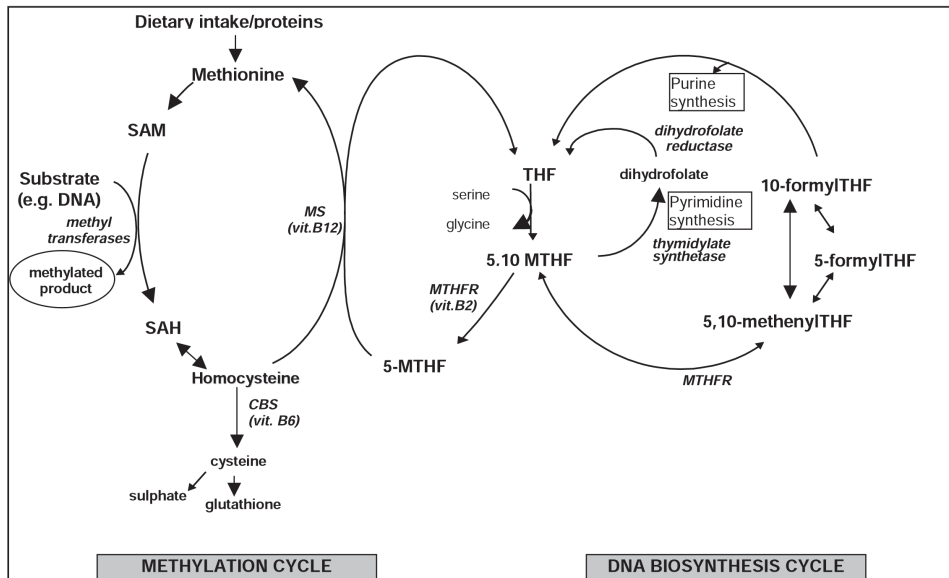 Dietary intake/proteins
Methionine
SAM
Substrate
(e.g. DNA)
methyl
transferases
methylated
product
SAH
Homocysteine
CBS
(vit. B6)
cysteine
sulphate
glutathione
MS
(vit.B12)
5-MTHF
MTHFR
(vit.B2)
THF
serine
glycine
5.10 MTHF
dihydrofolate
reductase
dihydrofolate
Pyrimidine
synthesis
thymidylate
synthetase
Purine
synthesis
10-formylTHF
5-formylTHF
5,10-methenylTHF
MTHFR
METHYLATION CYCLE
DNA BIOSYNTHESIS CYCLE